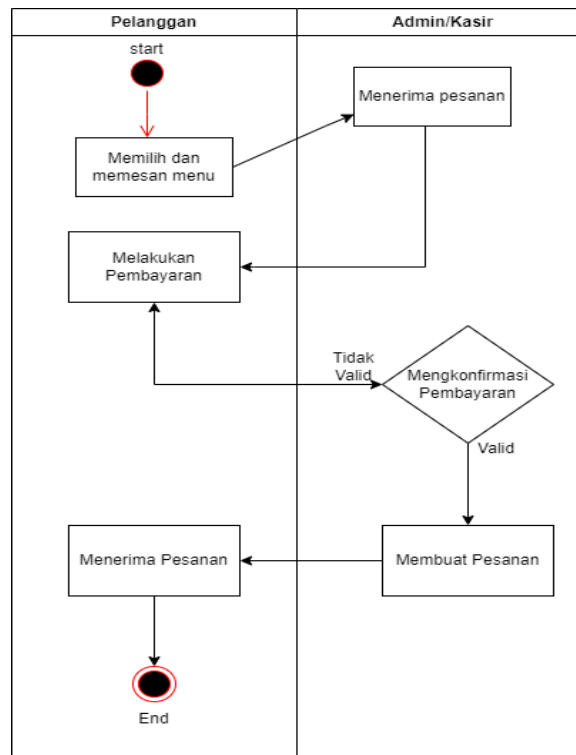 Pelanggan
Admin/Kasir
start
Menerima pesanan
Memilih dan
memesan menu
Melakukan
Pembayaran
Tidak
Valid
Mengkonfirmasi
Pembayaran
Valid
Menerima Pesanan
Membuat Pesanan
End